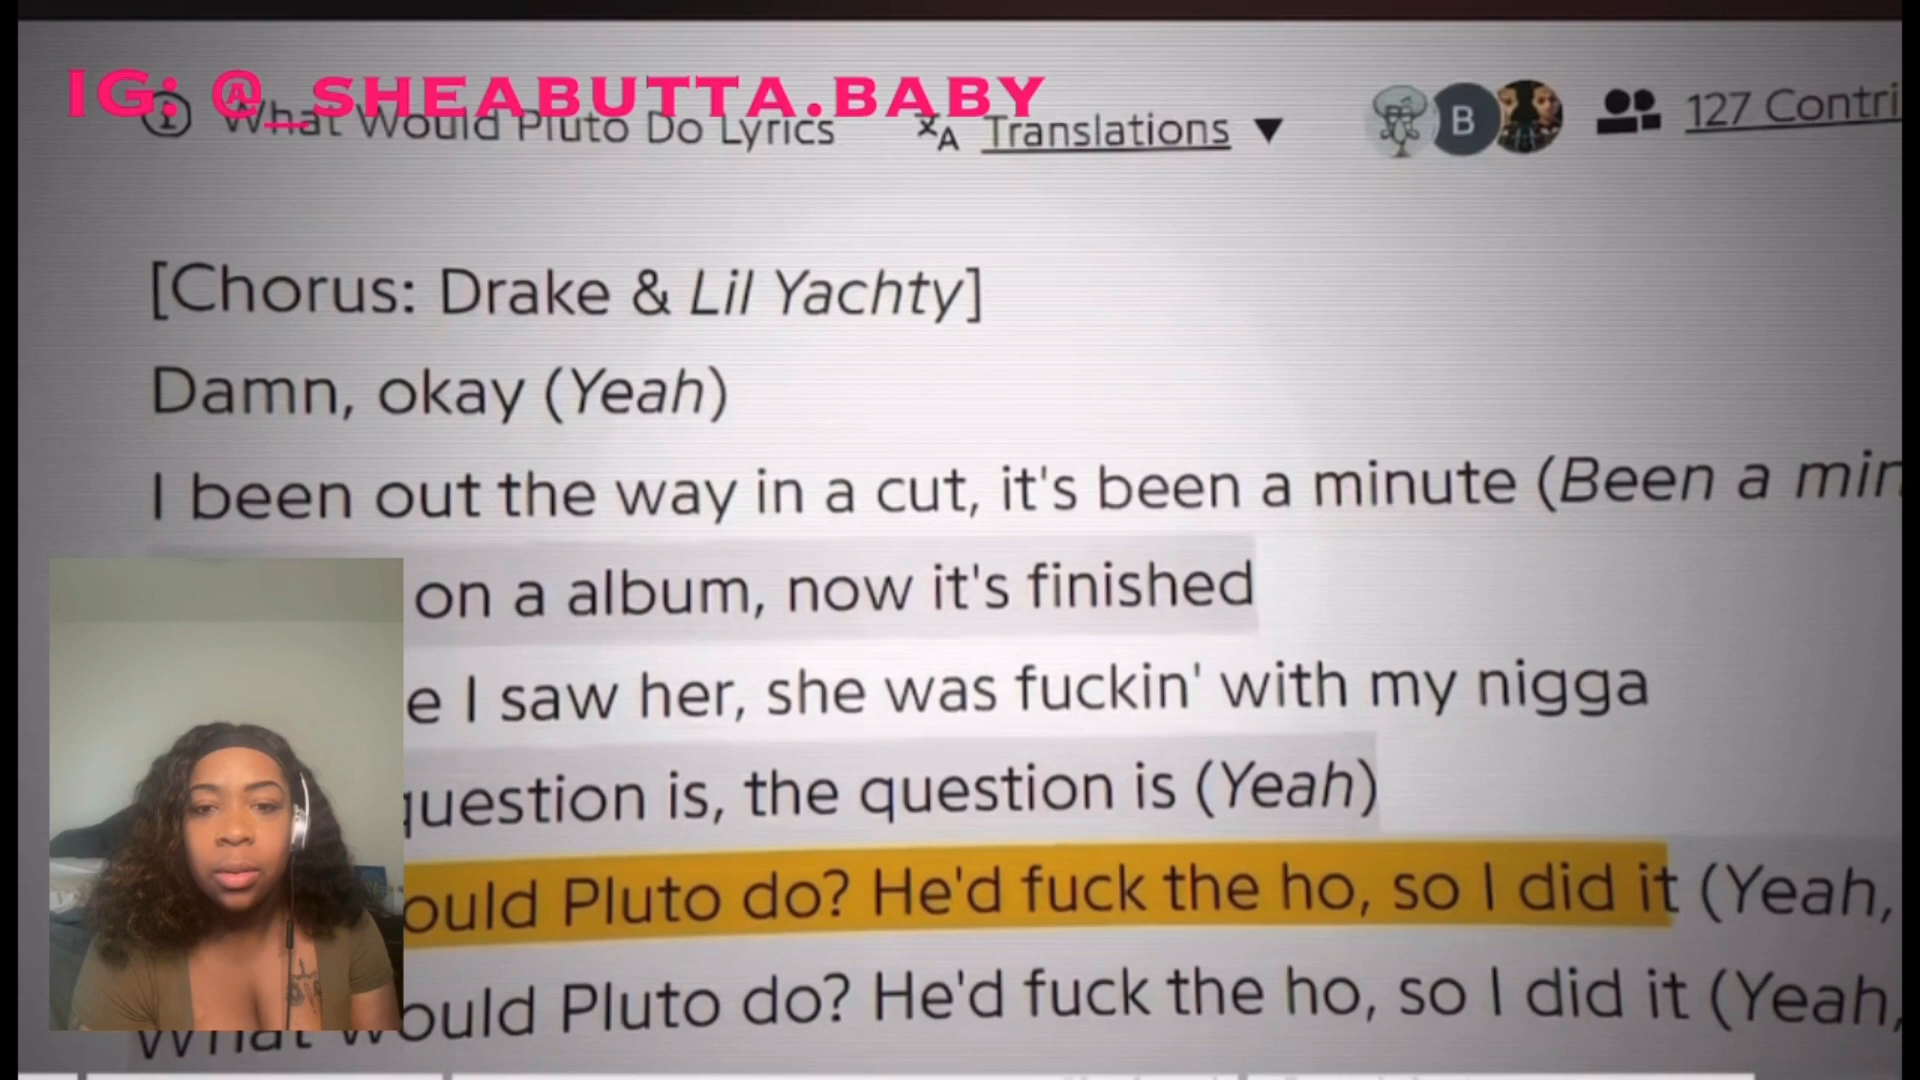 IG: @_SHEABUTTA.BABY
What Would Pluto Do Lyrics Translations B 127 Contri
[Chorus: Drake & Lil Yachty]
Damn, okay (Yeah)
I been out the way in a cut, it's been a minute (Been a min
on a album, now it's finished
e I saw her, she was fuckin' with my nigga
question is, the question is (Yeah)
ould Pluto do? He'd fuck the ho, so I did it (Yeah,
What would Pluto do? He'd fuck the ho, so I did it (Yeah,